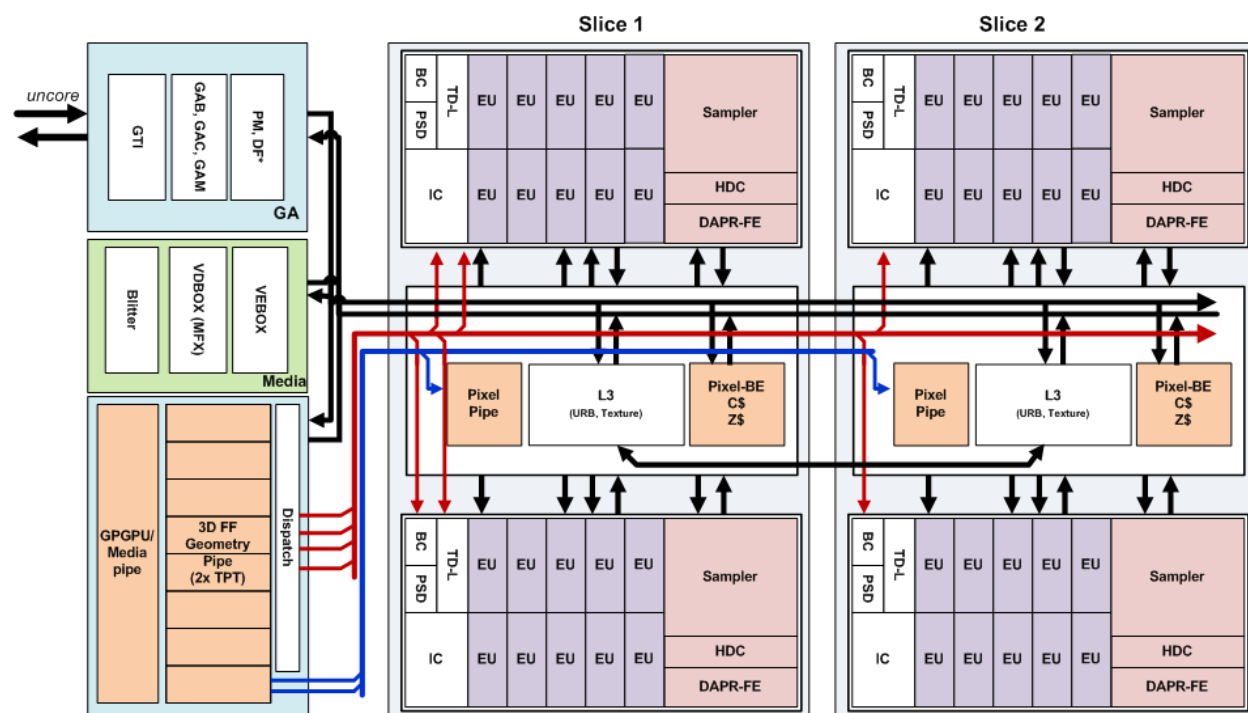 Slice 1
Slice 2
uncore
GTI
GAB, GAC, GAM
PM, DF*
GA
Blitter
VDBOX (MFX)
VEBOX
Media
GPGPU/
Media
pipe
3D FF
Geometry
Pipe
(2x TPT)
Dispatch
BC
PSD
TD-L
EU EU EU EU EU
Sampler
IC
EU EU EU EU EU
HDC
DAPR-FE
Pixel
Pipe
L3
(URB, Texture)
Pixel-BE
C$
Z$
BC
PSD
TD-L
EU EU EU EU EU
Sampler
IC
EU EU EU EU EU
HDC
DAPR-FE
BC
PSD
TD-L
EU EU EU EU EU
Sampler
IC
EU EU EU EU EU
HDC
DAPR-FE
Pixel
Pipe
L3
(URB, Texture)
Pixel-BE
C$
Z$
BC
PSD
TD-L
EU EU EU EU EU
Sampler
IC
EU EU EU EU EU
HDC
DAPR-FE